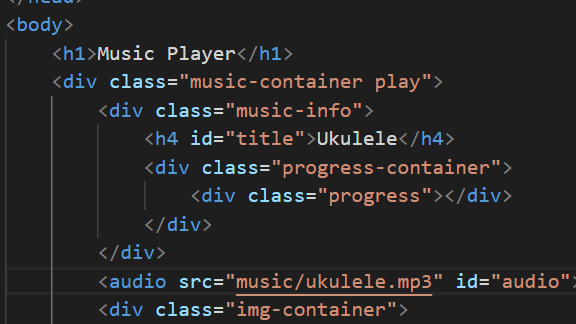 </head>
<body>
<h1>Music Player</h1>
<div class="music-container play">
<div class="music-info">
<h4 id="title">Ukulele</h4>
<div class="progress-container">
<div class="progress"></div>
</div>
</div>
<audio src="music/ukulele.mp3" id="audio">
<div class="img-container">